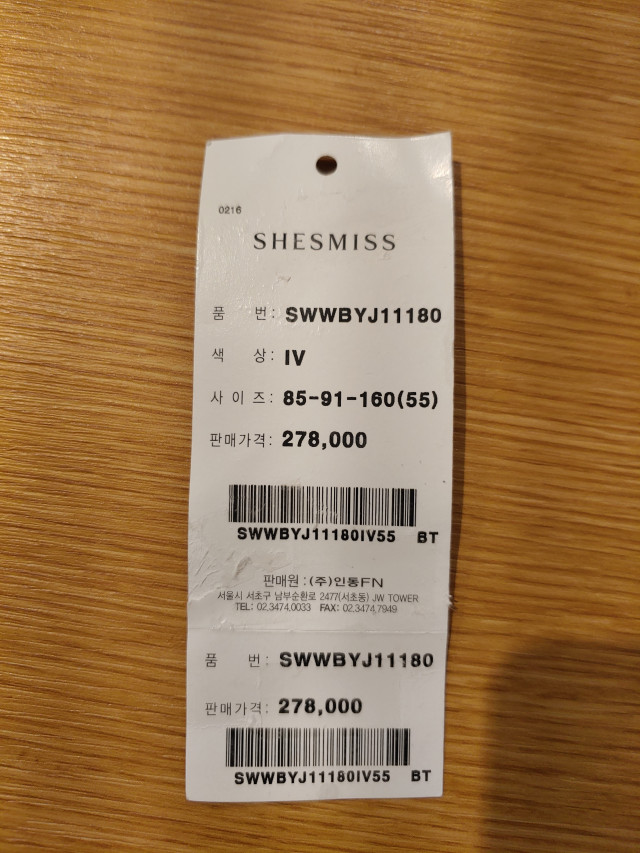 0216
SHESMISS
품 번: SWWBYJ11180
색 상: IV
사 이 즈: 85-91-160(55)
판매가격: 278,000
SWWBYJ11180IV55 BT
판매원 : (주)인동FN
서울시 서초구 남부순환로 2477(서초동) JW TOWER
TEL: 02.3474.0033 FAX: 02.3474.7949
품 번: SWWBYJ11180
판매가격: 278,000
SWWBYJ11180IV55 BT